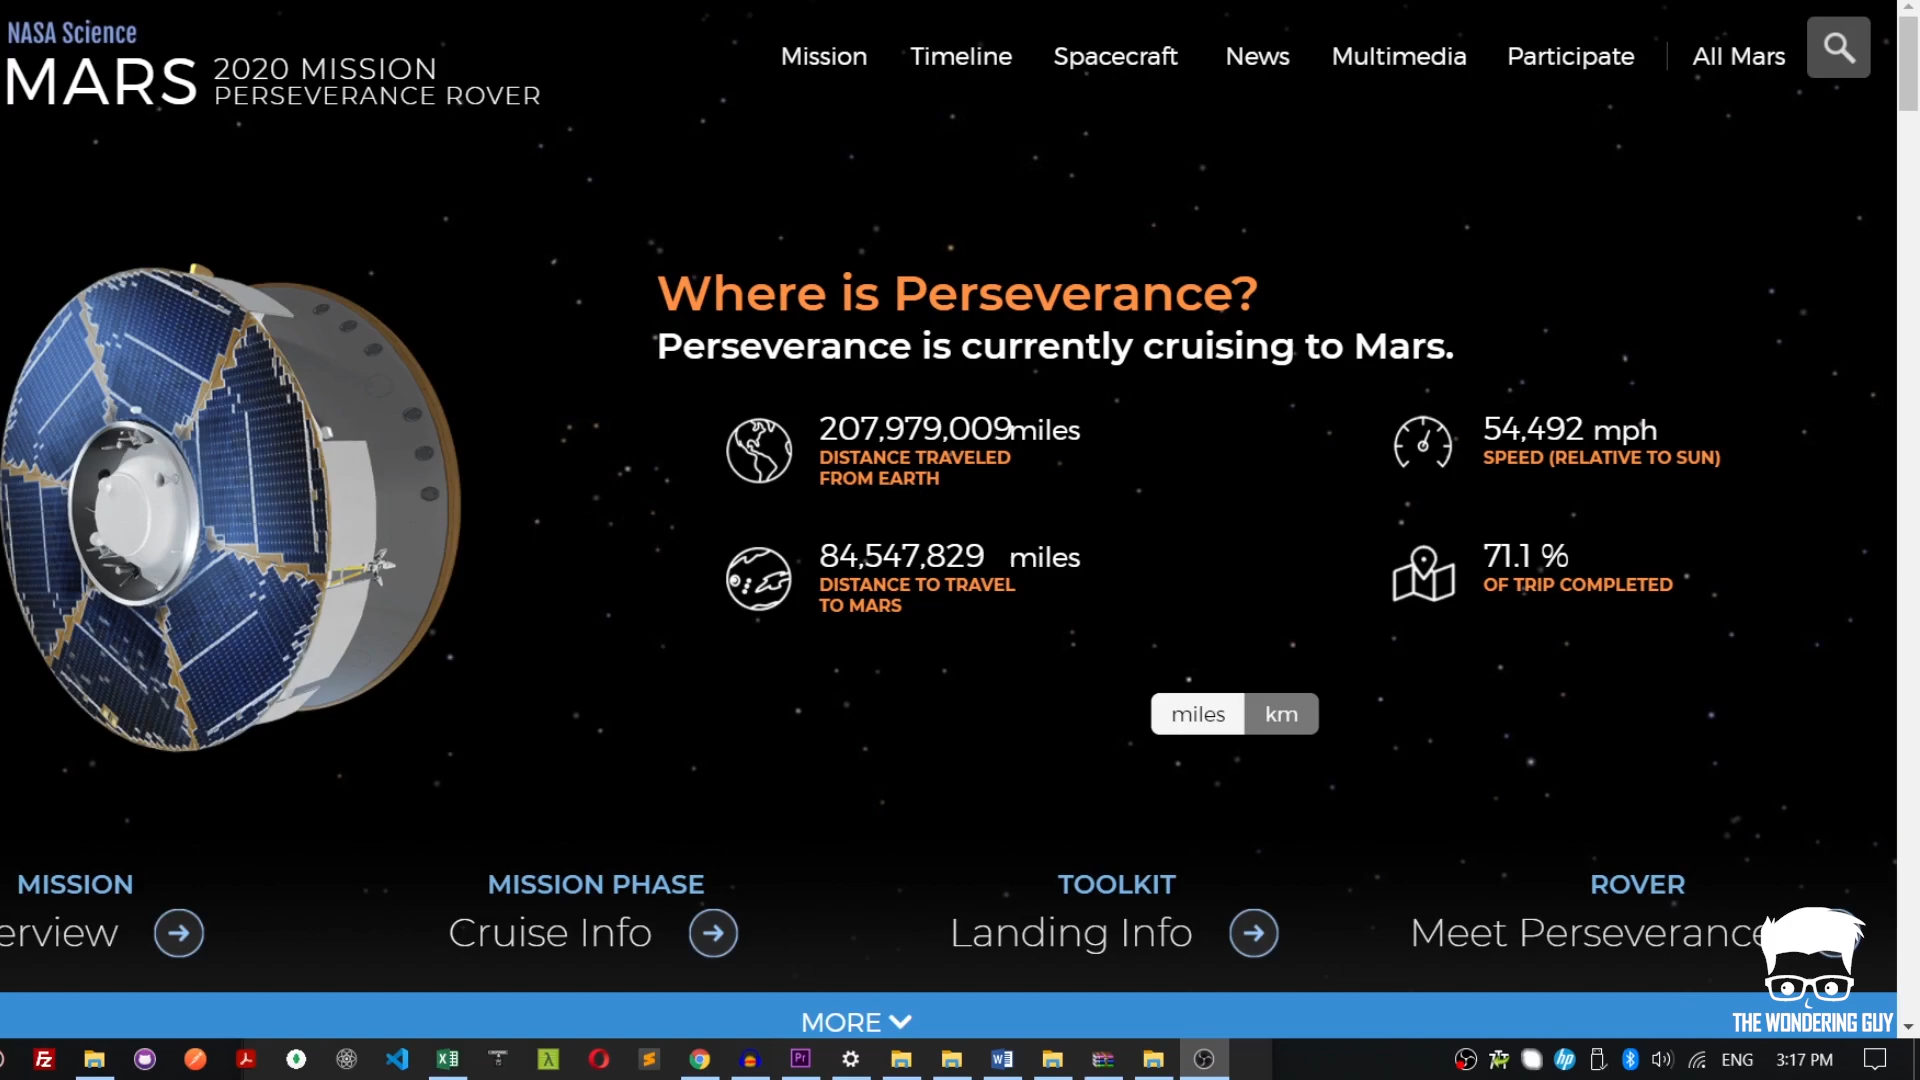 NASA Science
MARS
2020 MISSION
PERSEVERANCE ROVER
Mission
Timeline
Spacecraft
News
Multimedia
Participate
All Mars
Where is Perseverance?
Perseverance is currently cruising to Mars.
207,979,009miles
DISTANCE TRAVELED
FROM EARTH
54,492 mph
SPEED (RELATIVE TO SUN)
84,547,829 miles
DISTANCE TO TRAVEL
TO MARS
71.1 %
OF TRIP COMPLETED
miles
km
MISSION
erview
MISSION PHASE
Cruise Info
TOOLKIT
Landing Info
ROVER
Meet Perseverance
MORE
THE WONDERING GUY
Fz
Pr
W
hp
ENG
3:17 PM